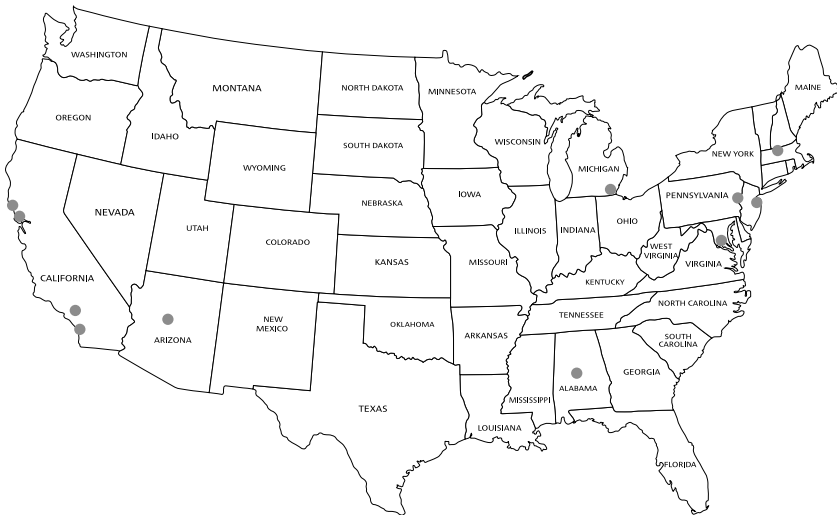 WASHINGTON
MAINE
MONTANA
NORTH DAKOTA
MINNESOTA
OREGON
IDAHO
SOUTH DAKOTA
WISCONSIN
NEW YORK
WYOMING
MICHIGAN
PENNSYLVANIA
IOWA
NEBRASKA
NEVADA
OHIO
UTAH
ILLINOIS
INDIANA
COLORADO
WEST
VIRGINIA
KANSAS
MISSOURI
VIRGINIA
CALIFORNIA
KENTUCKY
NORTH CAROLINA
TENNESSEE
NEW
MEXICO
OKLAHOMA
ARKANSAS
SOUTH
CAROLINA
ARIZONA
GEORGIA
ALABAMA
MISSISSIPPI
TEXAS
LOUISIANA
FLORIDA